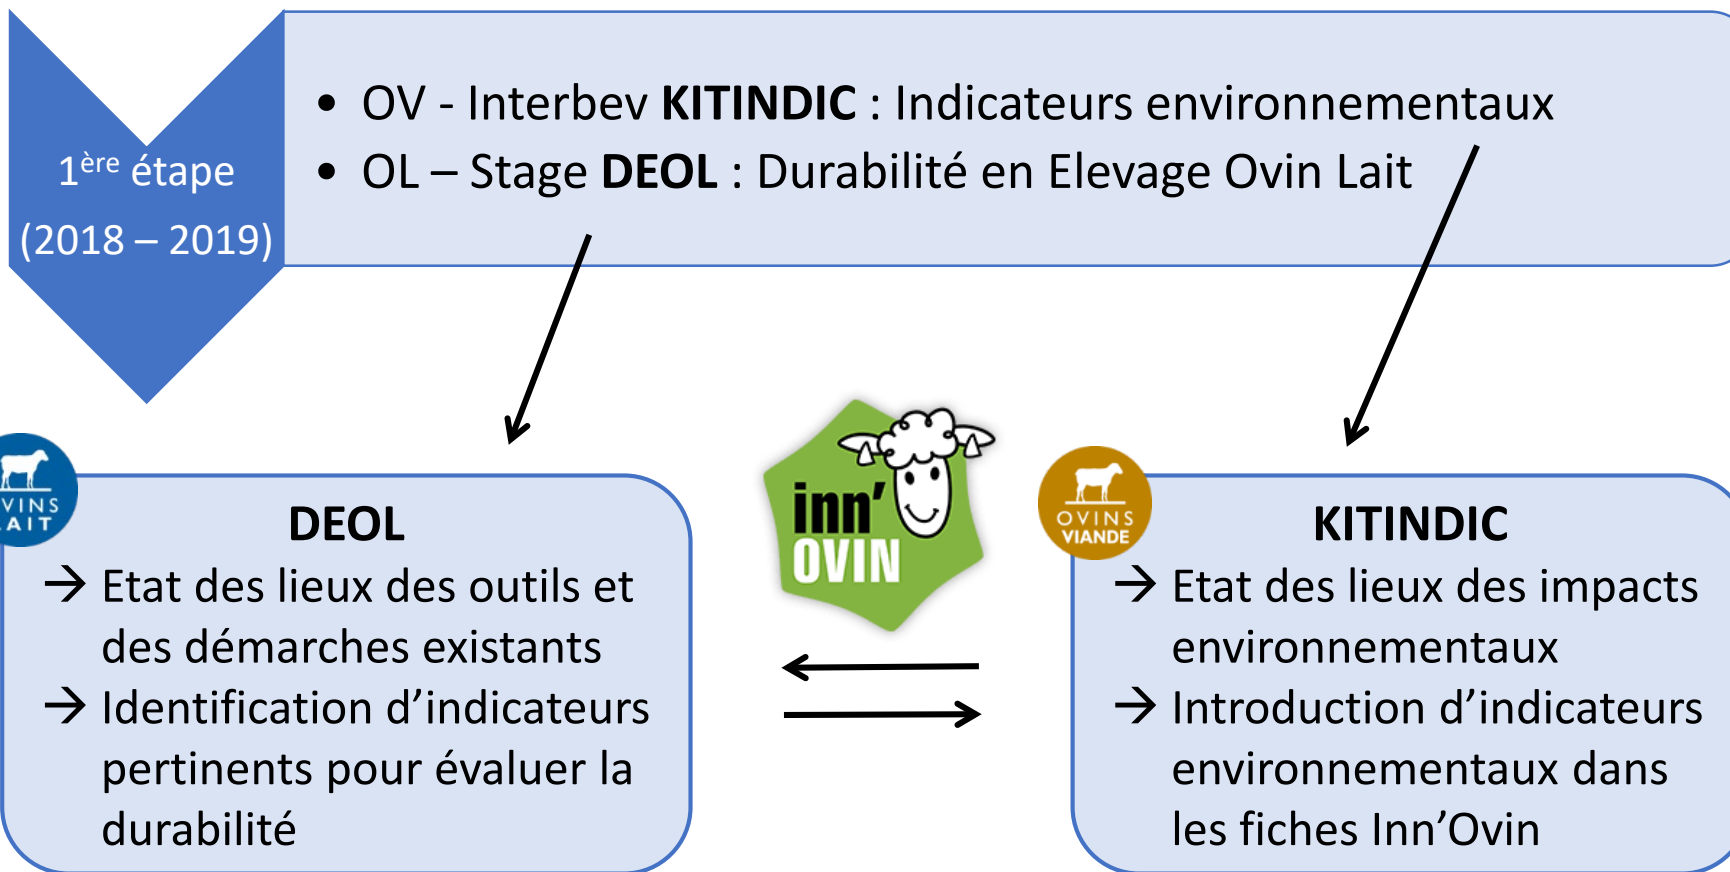 1ère étape
(2018 – 2019)
• OV - Interbev KITINDIC : Indicateurs environnementaux
• OL – Stage DEOL : Durabilité en Elevage Ovin Lait
inn'
OVIN
VINS
AIT
DEOL
→ Etat des lieux des outils et
des démarches existants
→ Identification d’indicateurs
pertinents pour évaluer la
durabilité
OVINS
VIANDE
KITINDIC
→ Etat des lieux des impacts
environnementaux
→ Introduction d’indicateurs
environnementaux dans
les fiches Inn’Ovin